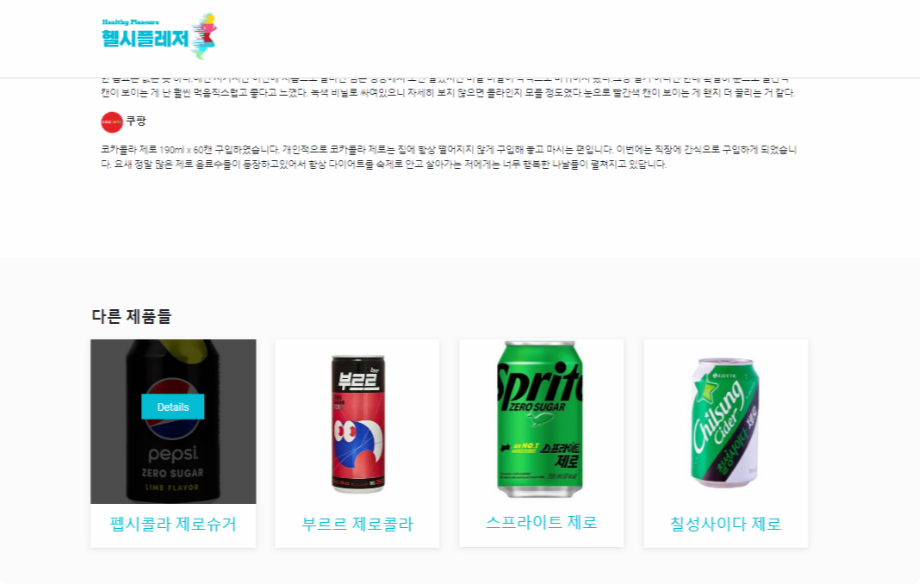 Healthy Pleasure
헬시플레저
캔이 보이는 게 난 훨씬 먹음직스럽고 좋다고 느꼈다. 녹색 비닐로 싸여있으니 자세히 보지 않으면 콜라인지 모를 정도였다.눈으로 빨간색 캔이 보이는 게 왠지 더 끌리는 거 같다.
쿠팡
코카콜라 제로 190ml x 60캔 구입하였습니다. 개인적으로 코카콜라 제로는 집에 항상 떨어지지 않게 구입해 놓고 마시는 편입니다. 이번에는 직장에 간식으로 구입하게 되었습니
다. 요새 정말 많은 제로 음료수들이 등장하고있어서 항상 다이어트를 숙제로 안고 살아가는 저에게는 너무 행복한 나날들이 펼쳐지고 있답니다.
다른 제품들
Details
pepsi
ZERO SUGAR
LIME FLAVOR
부르르
Sprite
ZERO SUGAR
스프라이트
제로
Chilsung
Cider
칠성사이다 제로
펩시콜라 제로슈거
부르르 제로콜라
스프라이트 제로
칠성사이다 제로